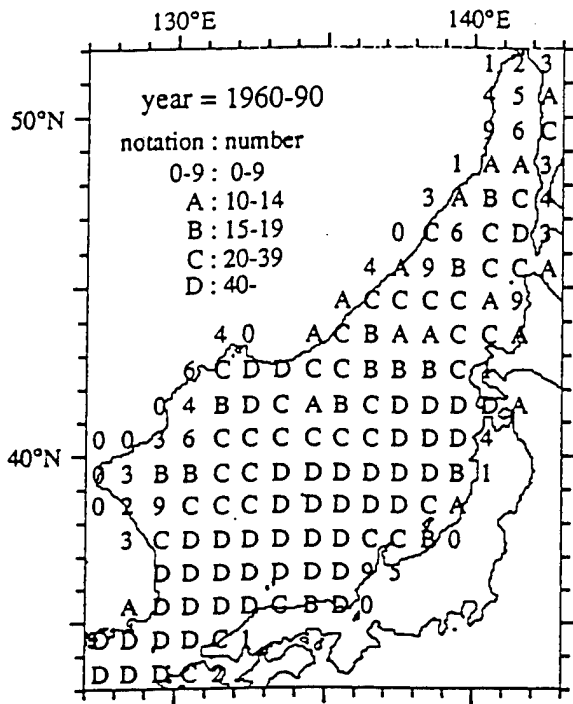 130°E 140°E
1 2 3
year = 1960-90 4 5 A
50°N 9 6 C
notation : number
0-9 : 0-9 1 A A 3
A : 10-14 3 A B C 4
B : 15-19 0 C 6 C D 3
C : 20-39 4 A 9 B C C A
D : 40- A C C C C A 9
4 0 A C B A A C C A
6 C D D C C B B B C 1
0 4 B D C A B C D D D D A
0 0 3 6 C C C C C C D D D 4
40°N 0 3 B B C C D D D D D D B 1
0 2 9 C C C D D D D D C A
3 C D D D D D D C C B 0
D D D D D D D 9 5
A D D D D C B D 0
D D D D C 1
D D D C 2